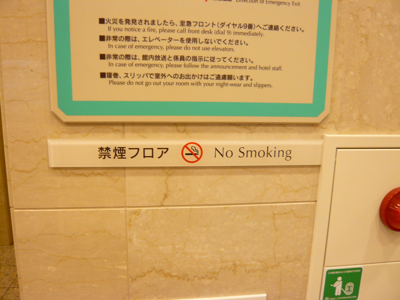 Direction of Emergency Exit
■火災を発見されましたら、至急フロント(ダイヤル9番)へご連絡ください。
If you notice a fire, please call front desk (dial 9) immediately.
■非常の際は、エレベーターを使用しないでください。
In case of emergency, please do not use elevators.
■非常の際は、館内放送と係員の指示に従ってください。
In case of emergency, please follow the announcement and hotel staff.
■寝巻、スリッパで室外へのお出かけはご遠慮願います。
Please do not go out your room with your night-wear and slippers.
禁煙フロア No Smoking